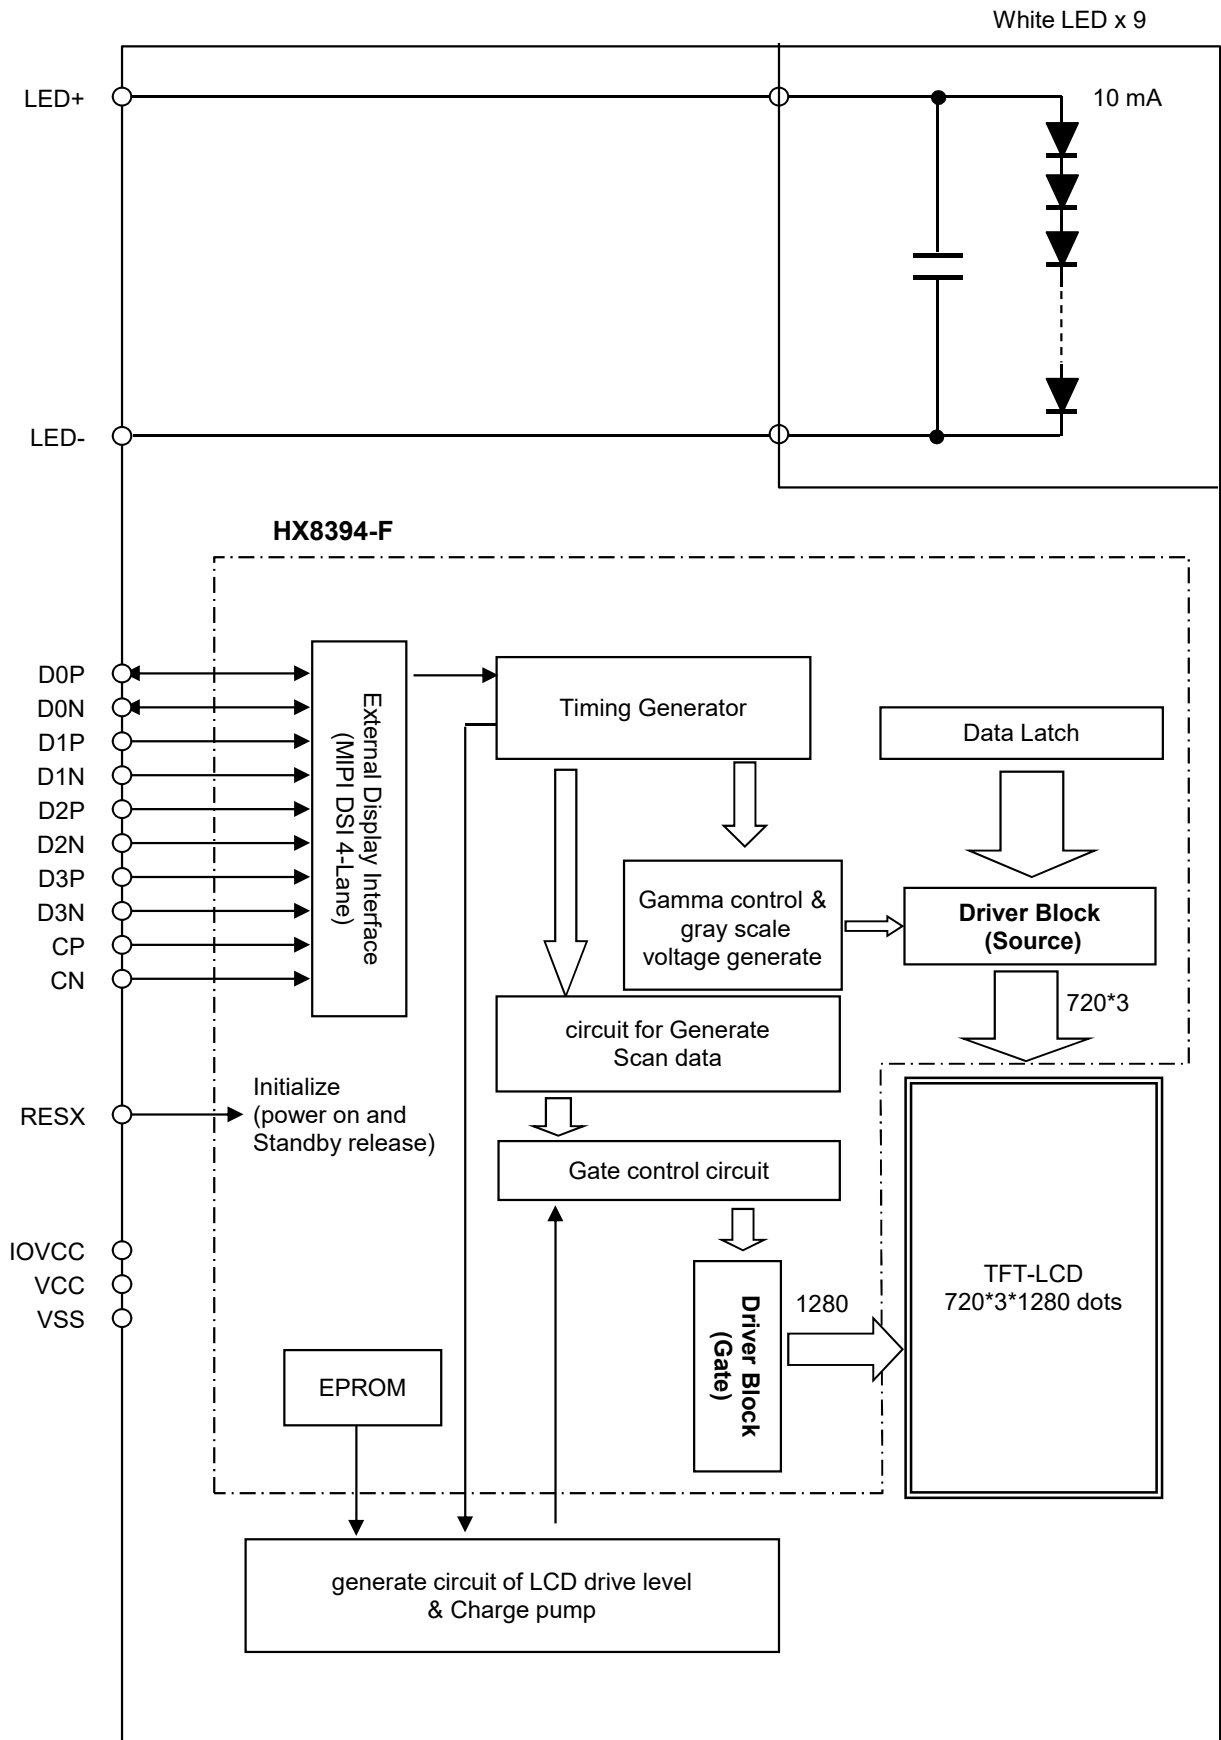 White LED x 9
LED+
10 mA
LED-
HX8394-F
D0P
D0N
D1P
D1N
D2P
D2N
D3P
D3N
CP
CN
External Display Interface
(MIPI DSI 4-Lane)
Timing Generator
Data Latch
Gamma control &
gray scale
voltage generate
Driver Block
(Source)
720*3
circuit for Generate
Scan data
RESX
Initialize
(power on and
Standby release)
Gate control circuit
IOVCC
VCC
VSS
Driver Block
(Gate)
1280
TFT-LCD
720*3*1280 dots
EPROM
generate circuit of LCD drive level
& Charge pump